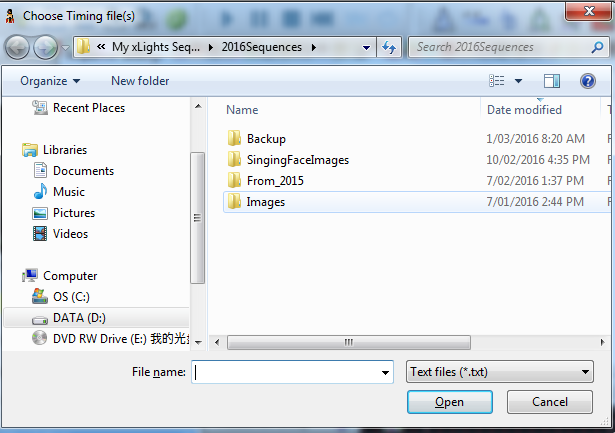 Choose Timing file(s)
« My xLights Seq... 2016Sequences Search 2016Sequences
Organize New folder
Recent Places
Libraries
Documents
Music
Pictures
Videos
Computer
OS (C:)
DATA (D:)
DVD RW Drive (E:) 我的光
Name Date modified T
Backup 1/03/2016 8:20 AM F
SingingFaceImages 10/02/2016 4:35 PM F
From_2015 7/02/2016 1:37 PM F
Images 7/01/2016 2:44 PM F
File name: Text files (*.txt)
Open Cancel